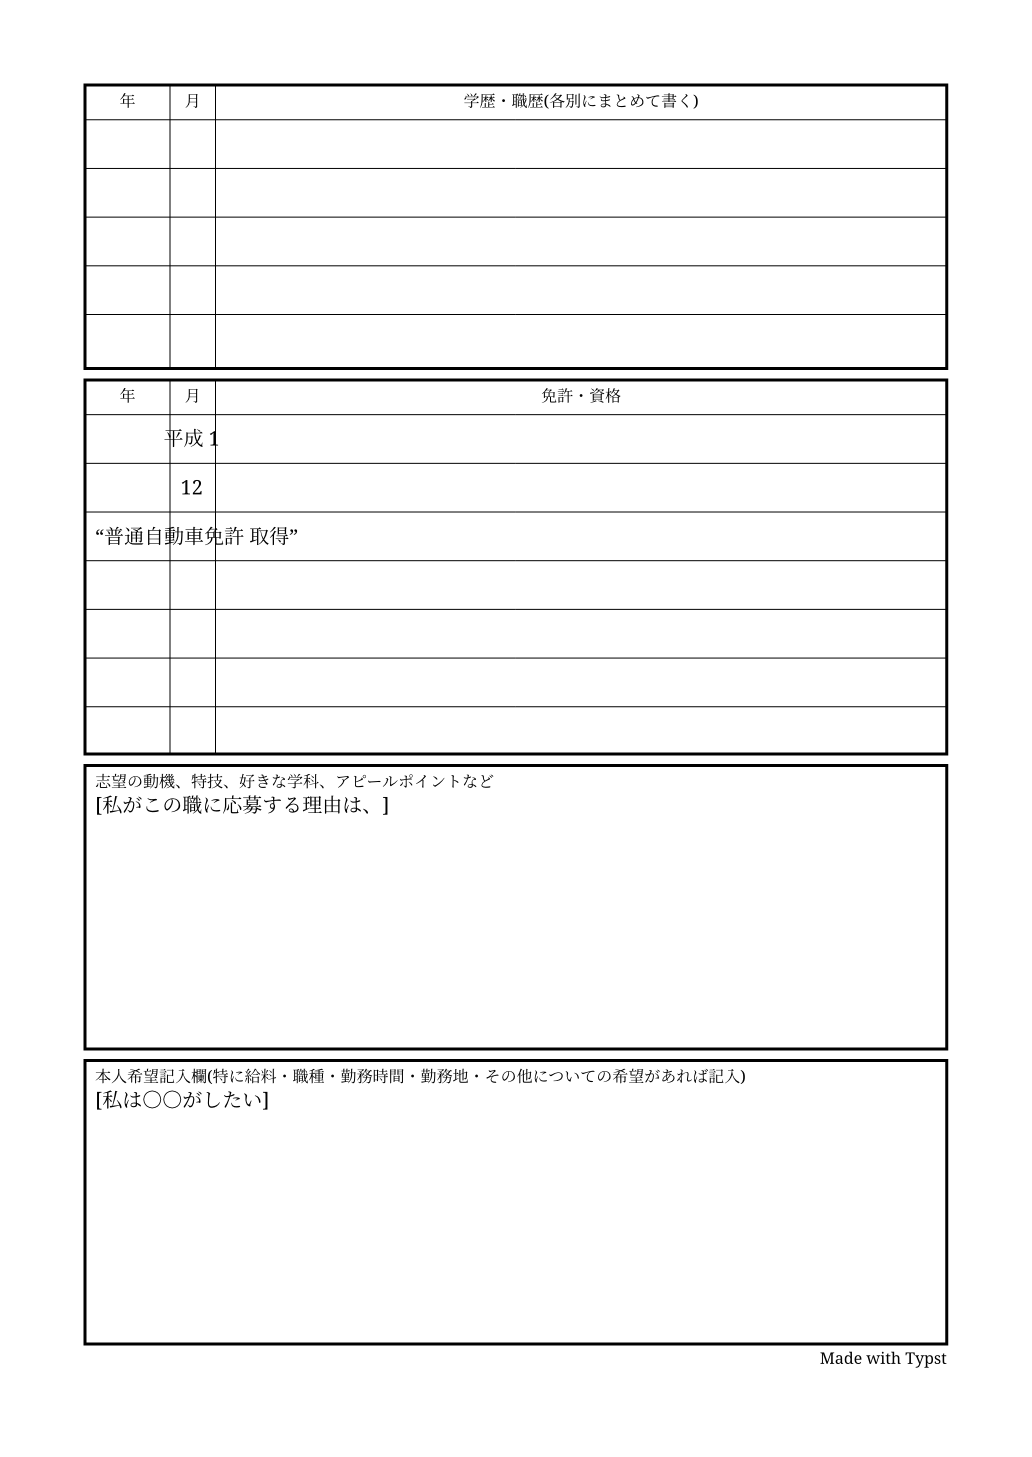 年 月 学歴・職歴(各別にまとめて書く)
年 月 免許・資格
平成 1
12
“普通自動車免許 取得”
志望の動機、特技、好きな学科、アピールポイントなど
[私がこの職に応募する理由は、]
本人希望記入欄(特に給料・職種・勤務時間・勤務地・その他についての希望があれば記入)
[私は〇〇がしたい]
Made with Typst